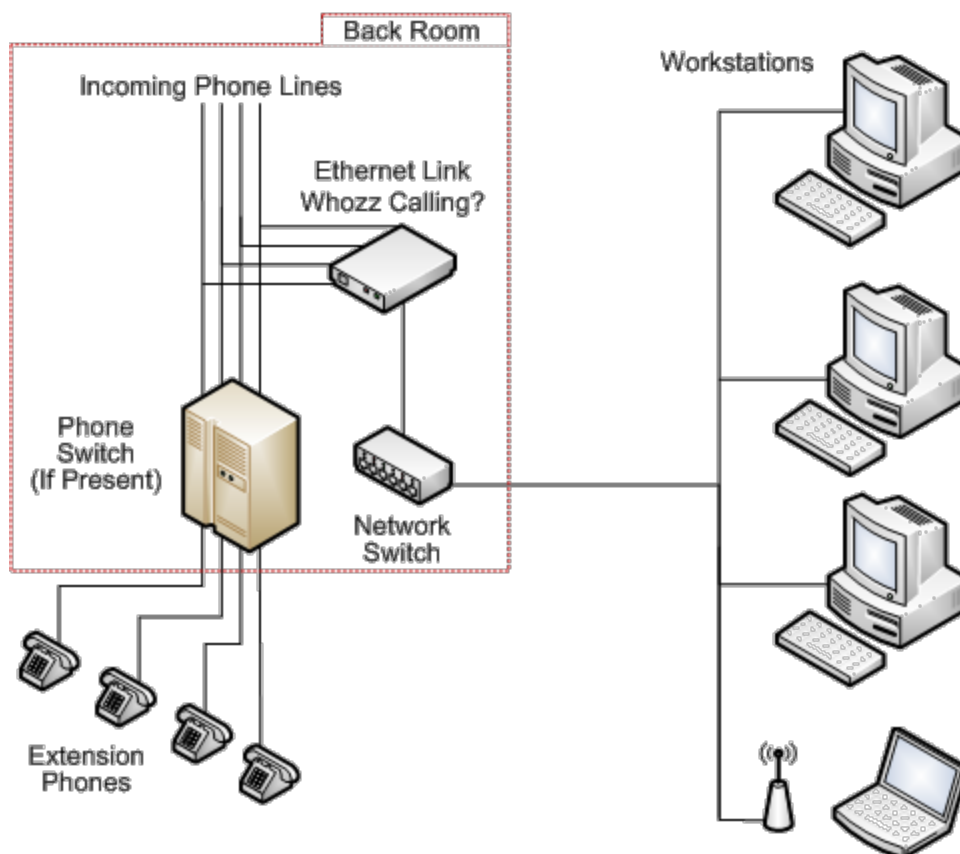 Back Room
Incoming Phone Lines
Workstations
Ethernet Link
Whozz Calling?
Phone
Switch
(If Present)
Network
Switch
Extension
Phones